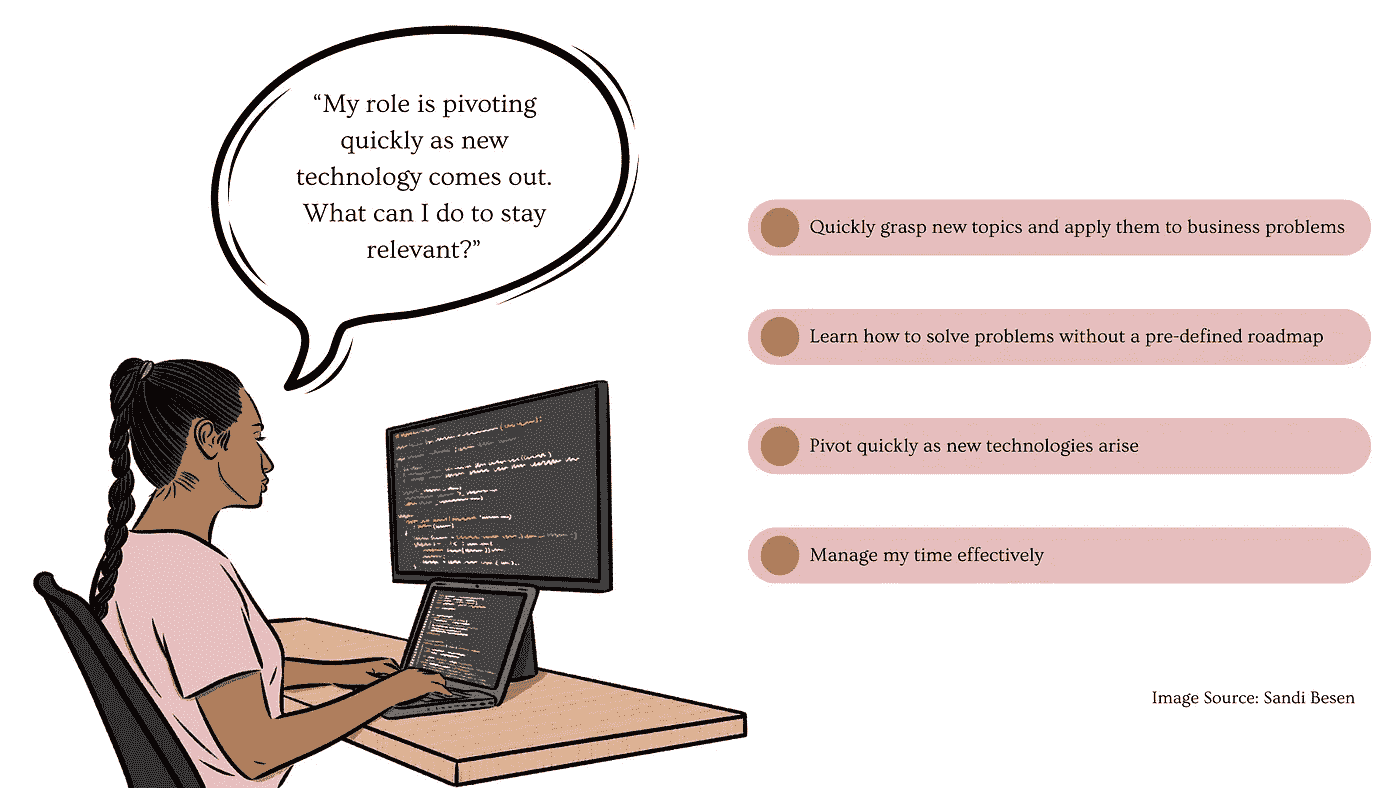 “My role is pivoting
quickly as new
technology comes out.
What can I do to stay
relevant?”
Quickly grasp new topics and apply them to business problems
Learn how to solve problems without a pre-defined roadmap
Pivot quickly as new technologies arise
Manage my time effectively
Image Source: Sandi Besen